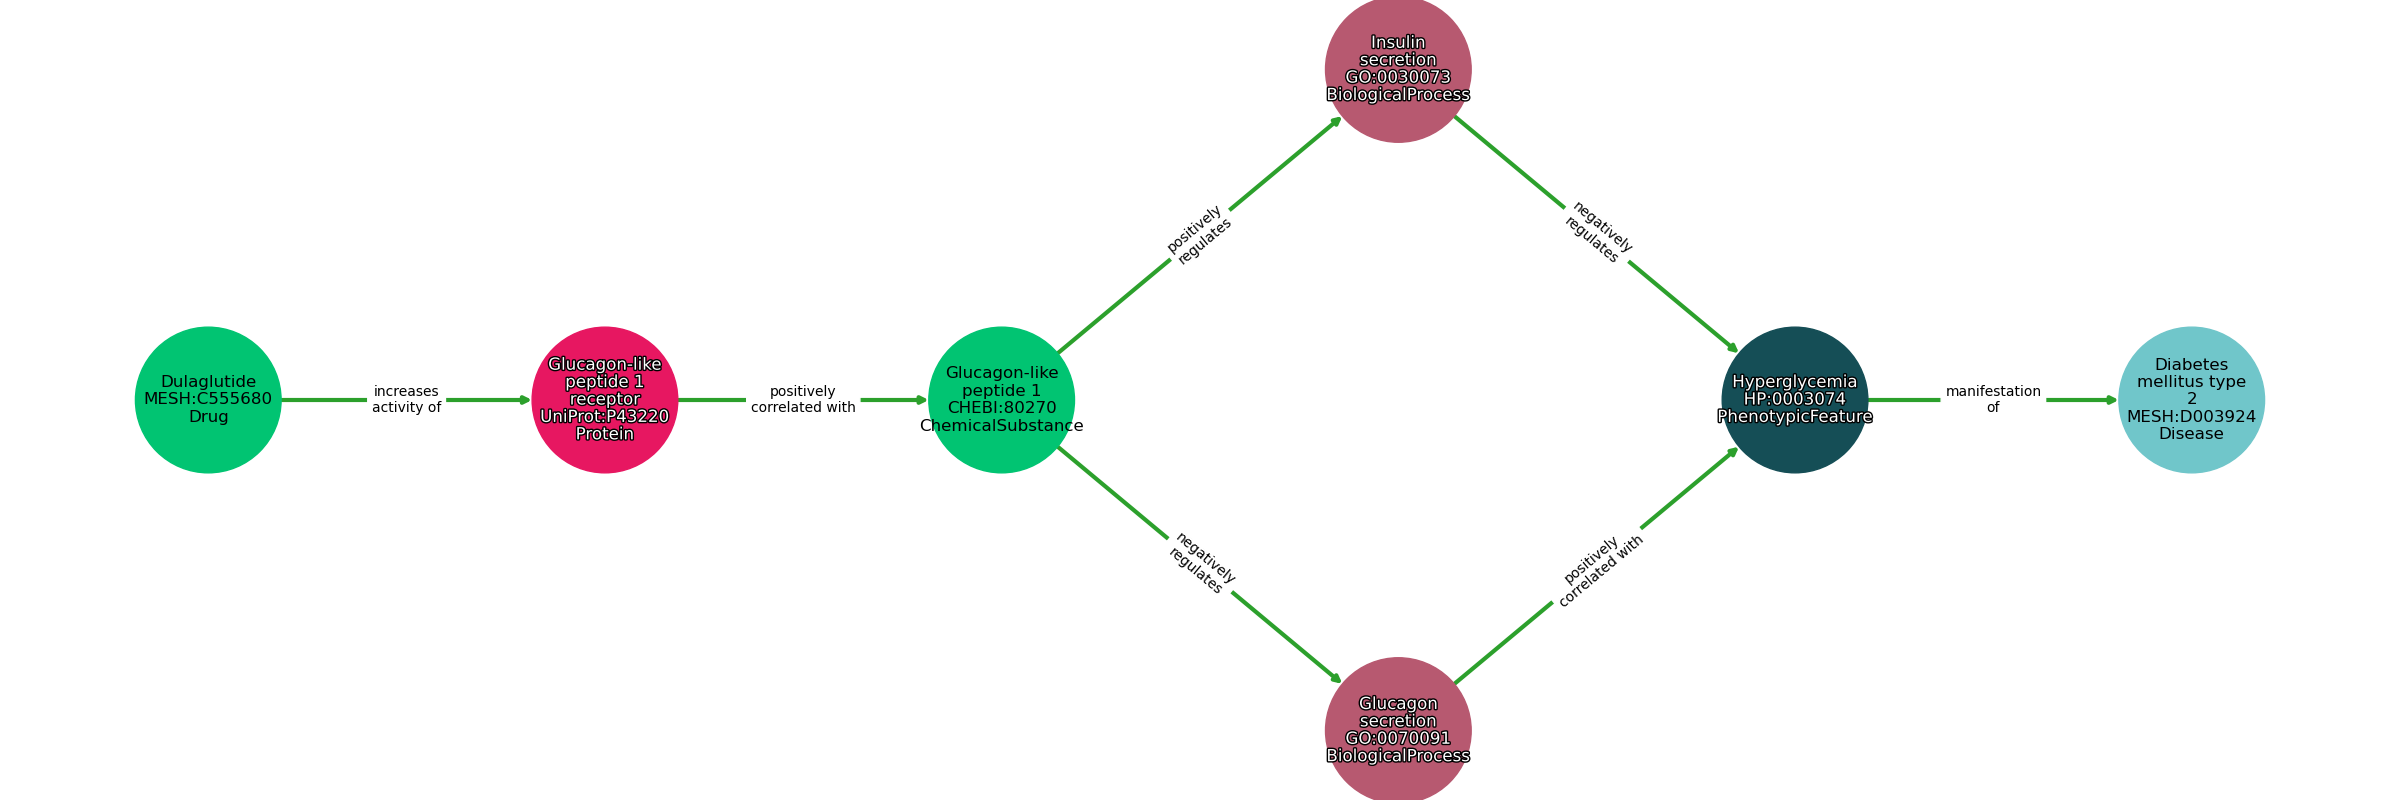 Dulaglutide
MESH:C555680
Drug
increases
activity of
Glucagon-like
peptide 1
receptor
UniProt:P43220
Protein
positively
correlated with
Glucagon-like
peptide 1
CHEBI:80270
ChemicalSubstance
positively
regulates
negatively
regulates
Insulin
secretion
GO:0030073
BiologicalProcess
Glucagon
secretion
GO:0070091
BiologicalProcess
negatively
regulates
positively
correlated with
Hyperglycemia
HP:0003074
PhenotypicFeature
manifestation
of
Diabetes
mellitus type
2
MESH:D003924
Disease